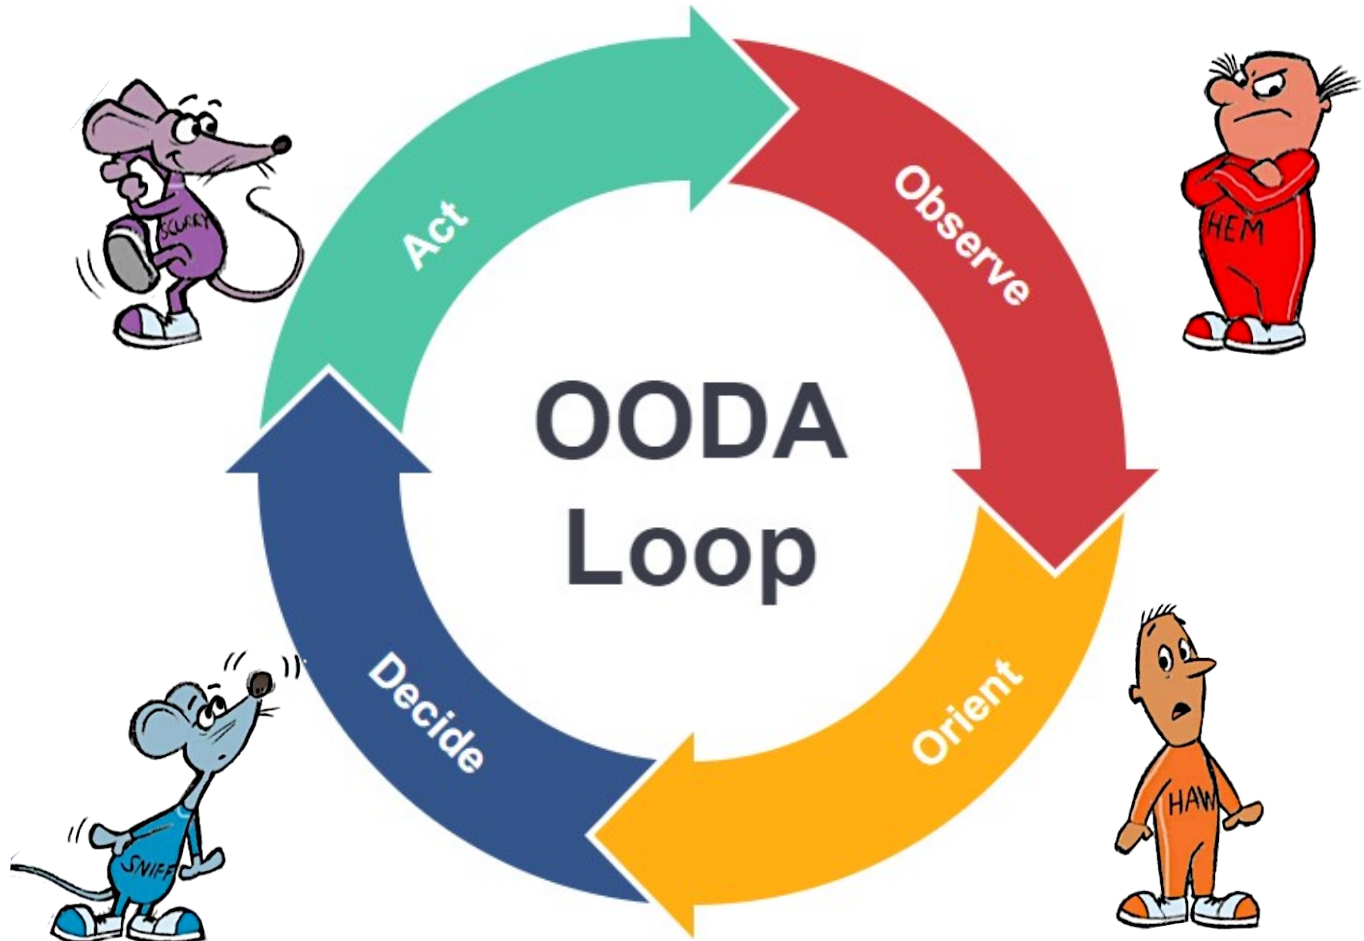 SCURRY
Act
Observe
HEM
OODA
Loop
Decide
Orient
SNIFF
HAW